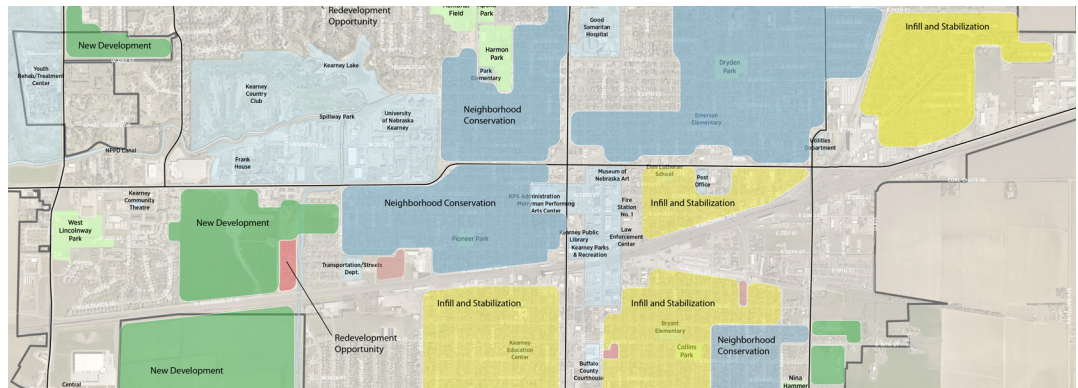 Redevelopment
Opportunity
New Development
Memorial
Field
Park
Good
Samaritan
Hospital
Infill and Stabilization
Harmon
Park
Youth
Rehab/Treatment
Center
Kearney Lake
Park
Elementary
Dryden
Park
Kearney
Country
Club
Spillway Park
University
of Nebraska
Kearney
Neighborhood
Conservation
Emerson
Elementary
NPPD Canal
Frank
House
Utilities
Department
Zion Lutheran
School
Museum of
Nebraska Art
Post
Office
Kearney
Community
Theatre
KPS Administration
Merryman Performing
Arts Center
Neighborhood Conservation
Fire
Station
No. 1
Infill and Stabilization
West
Lincolnway
Park
New Development
Kearney Public
Library
Kearney Parks
& Recreation
Law
Enforcement
Center
Pioneer Park
Transportation/Streets
Dept.
Infill and Stabilization
Infill and Stabilization
Redevelopment
Opportunity
Kearney
Education
Center
Bryant
Elementary
Collins
Park
Neighborhood
Conservation
New Development
Buffalo
County
Courthouse
Central
Nina
Hammer